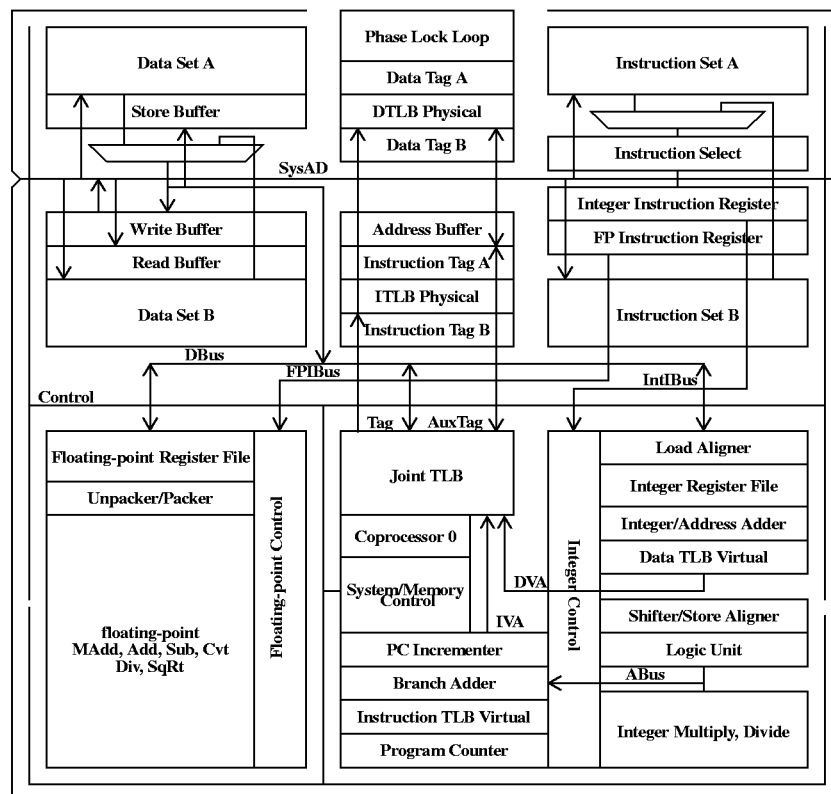 Phase Lock Loop
Data Set A
Instruction Set A
Data Tag A
Store Buffer
DTLB Physical
Data Tag B
Instruction Select
SysAD
Integer Instruction Register
Write Buffer
Address Buffer
FP Instruction Register
Read Buffer
Instruction Tag A
ITLB Physical
Data Set B
Instruction Set B
Instruction Tag B
DBus
FPIBus
IntIBus
Control
Tag
AuxTag
Floating-point Register File
Load Aligner
Joint TLB
Integer Register File
Unpacker/Packer
Floating-point Control
Integer Control
Coprocessor 0
Integer/Address Adder
Data TLB Virtual
System/Memory
Control
DVA
IVA
Shifter/Store Aligner
floating-point
MAdd, Add, Sub, Cvt
Div, SqRt
PC Incrementer
Logic Unit
Branch Adder
ABus
Instruction TLB Virtual
Integer Multiply, Divide
Program Counter